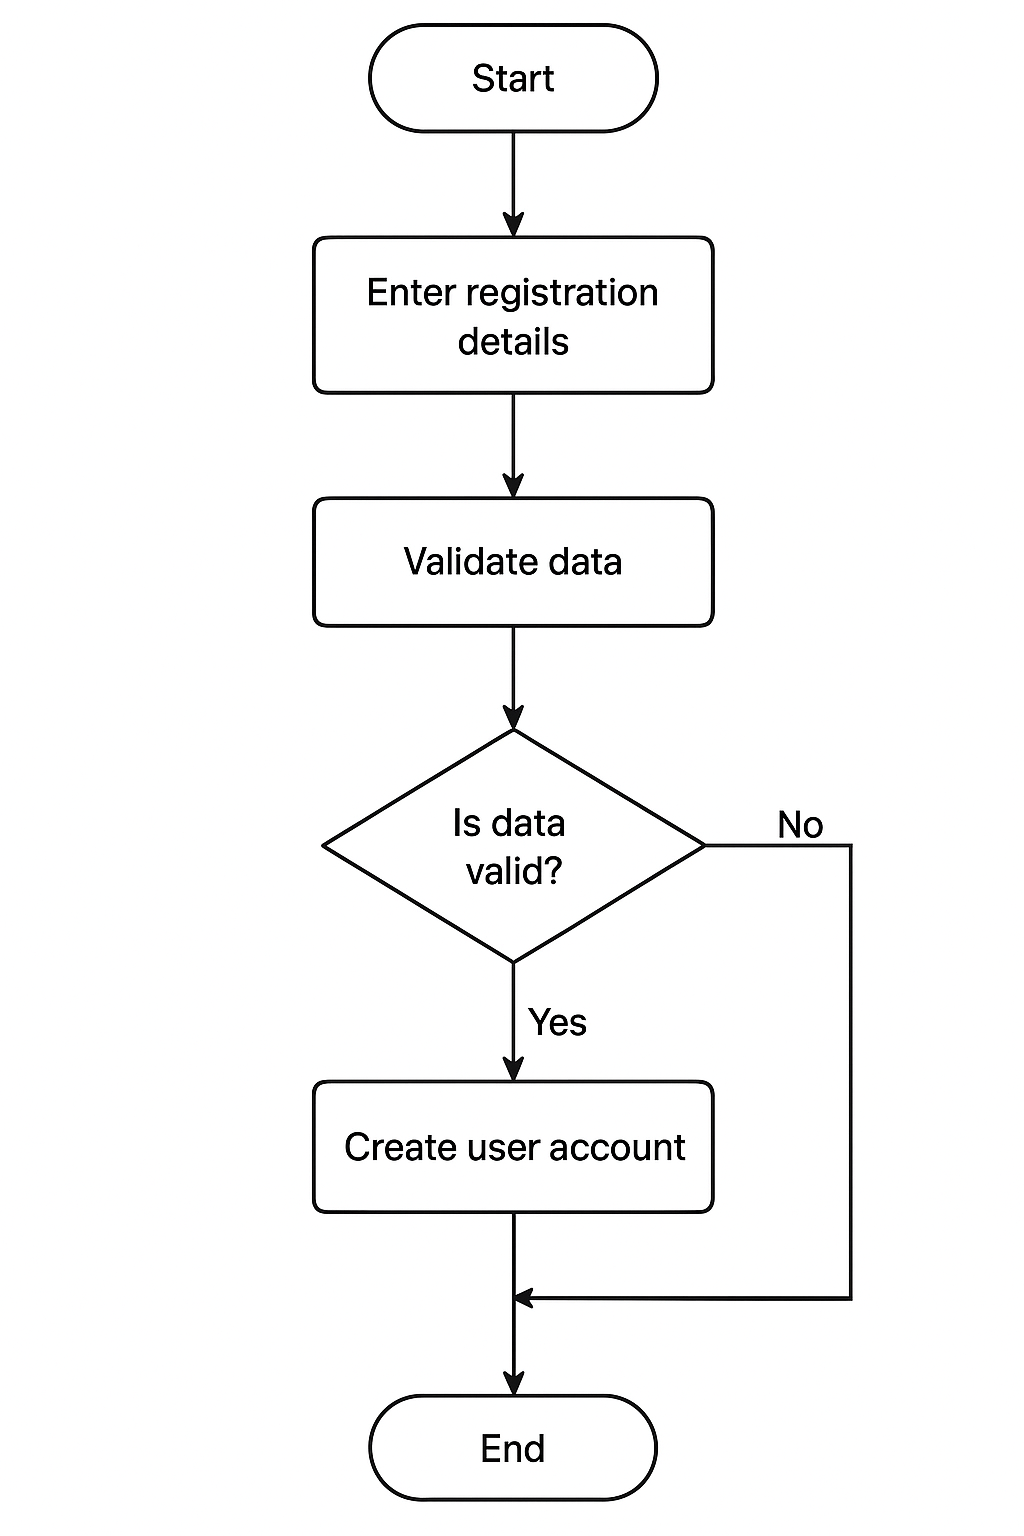 Start
Enter registration
details
Validate data
Is data
valid?
No
Yes
Create user account
End